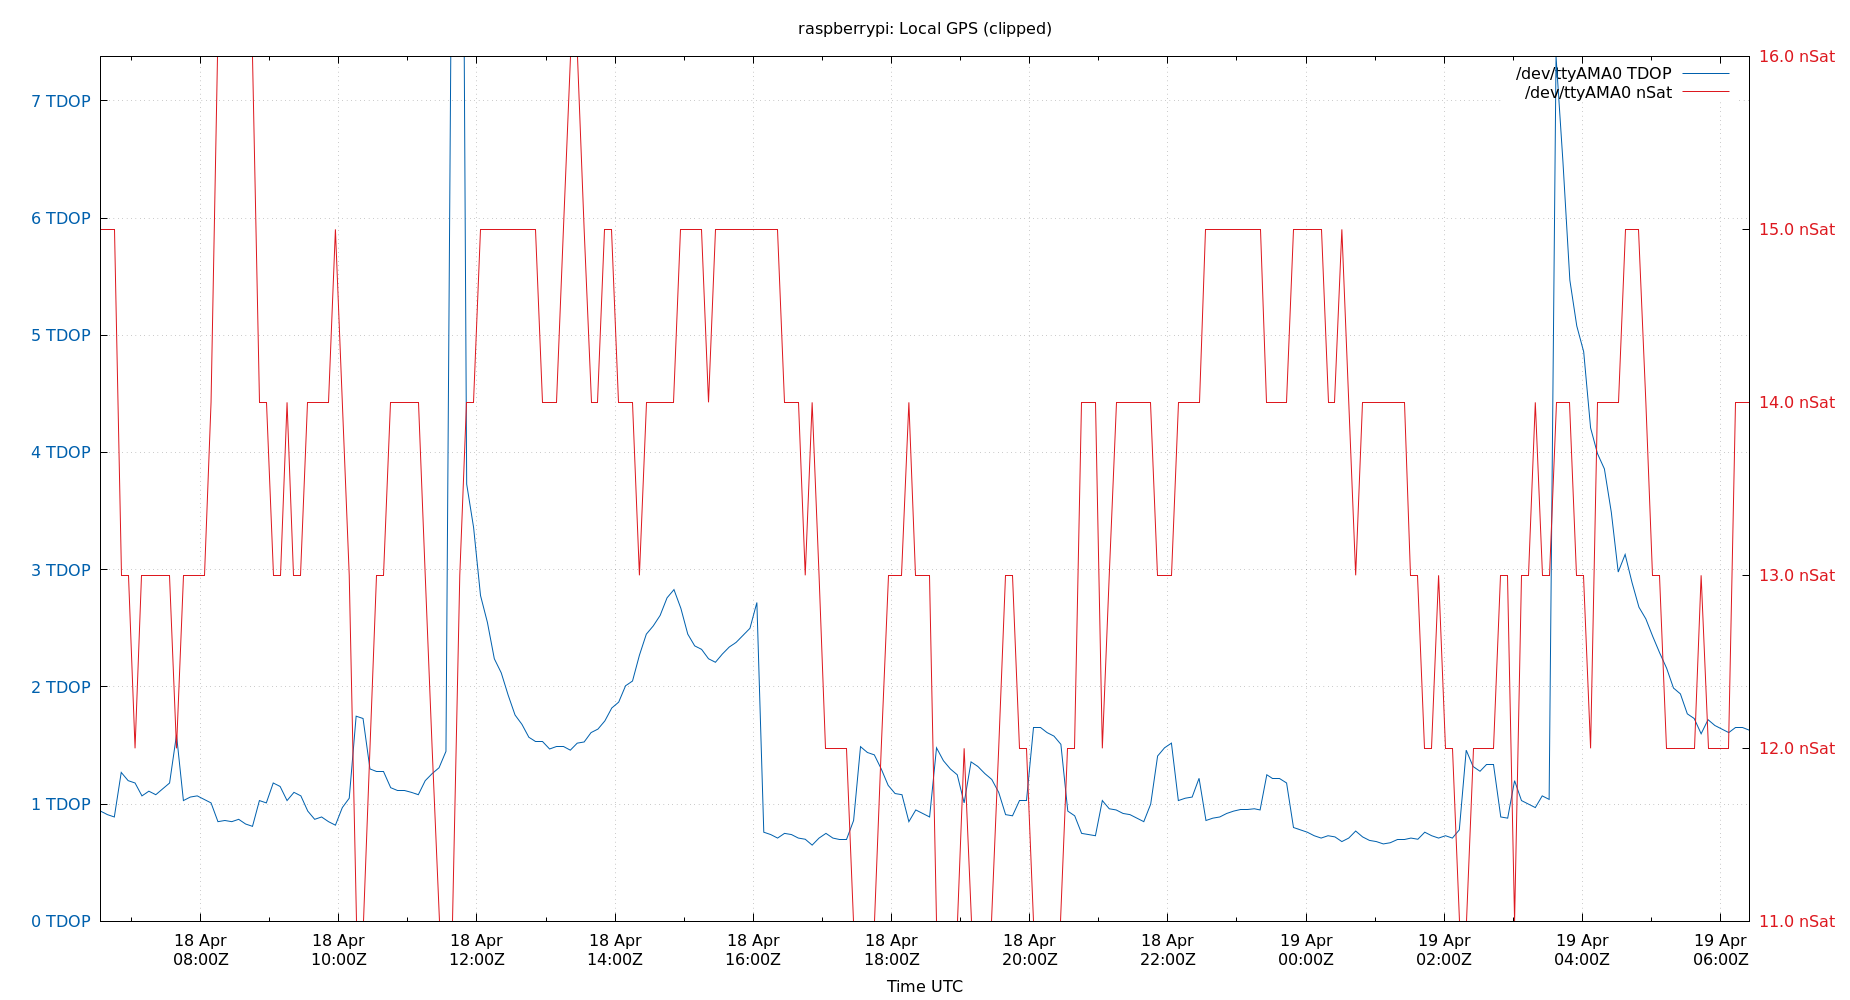 raspberrypi: Local GPS (clipped)
/dev/ttyAMA0 TDOP
/dev/ttyAMA0 nSat
7 TDOP
6 TDOP
5 TDOP
4 TDOP
3 TDOP
2 TDOP
1 TDOP
0 TDOP
16.0 nSat
15.0 nSat
14.0 nSat
13.0 nSat
12.0 nSat
11.0 nSat
18 Apr
08:00Z
18 Apr
10:00Z
18 Apr
12:00Z
18 Apr
14:00Z
18 Apr
16:00Z
18 Apr
18:00Z
18 Apr
20:00Z
18 Apr
22:00Z
19 Apr
00:00Z
19 Apr
02:00Z
19 Apr
04:00Z
19 Apr
06:00Z
Time UTC